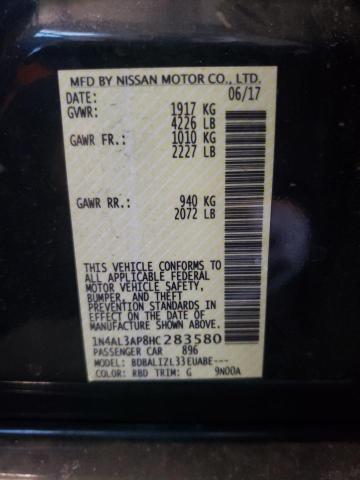 MFD BY NISSAN MOTOR CO., LTD.
DATE: 06/17
GVWR: 1917 KG
4226 LB
GAWR FR.: 1010 KG
2227 LB
GAWR RR.: 940 KG
2072 LB
THIS VEHICLE CONFORMS TO
ALL APPLICABLE FEDERAL
MOTOR VEHICLE SAFETY,
BUMPER, AND THEFT
PREVENTION STANDARDS IN
EFFECT ON THE DATE OF
MANUFACTURE SHOWN ABOVE.
1N4AL3AP8HC283580
PASSENGER CAR 896
MODEL: BDBALIZL33EUABE---
COLOR: RBD TRIM: G 9N00A